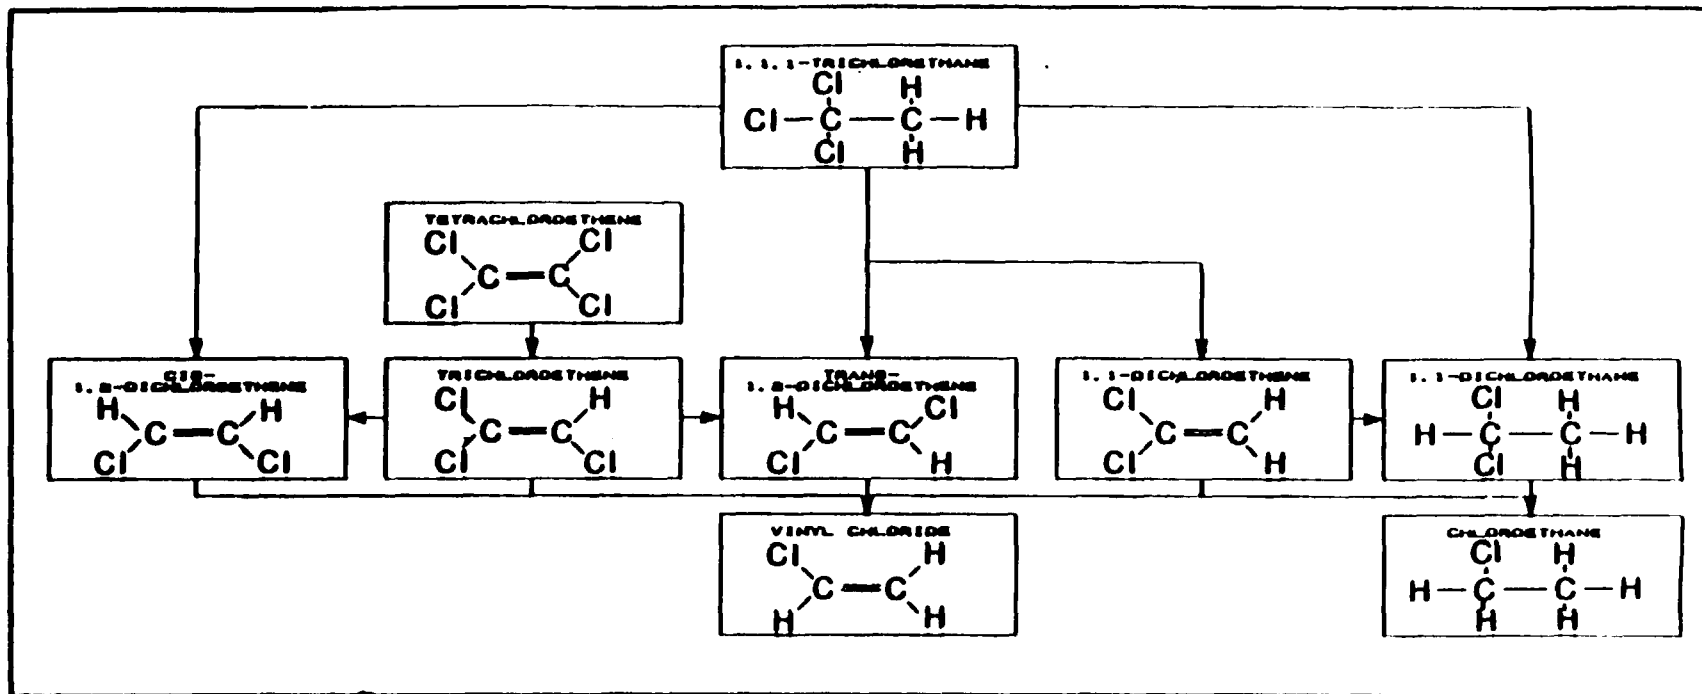 1, 1, 1-TRICHLORETHANE
Cl H
Cl C C H
Cl H
TETRACHLOROETHENE
Cl Cl
C C
Cl Cl
CIS-
1, 2-DICHLOROETHENE
H H
C C
Cl Cl
TRICHLOROETHENE
Cl H
C C
Cl Cl
TRANS-
1, 2-DICHLOROETHENE
H Cl
C C
Cl H
1, 1-DICHLOROETHENE
Cl H
C C
Cl H
1, 1-DICHLOROETHANE
Cl H
H C C H
Cl H
VINYL CHLORIDE
Cl H
C C
H H
CHLOROETHANE
Cl H
H C C H
H H